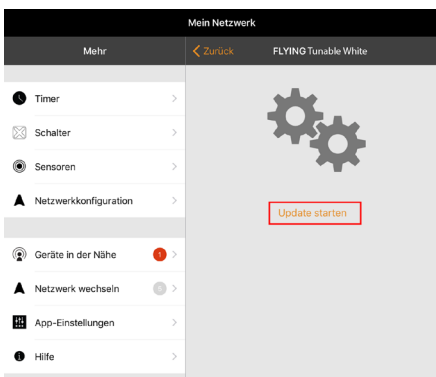 Mein Netzwerk
Mehr
Zurück
FLYING Tunable White
Timer
Schalter
Sensoren
Netzwerkkonfiguration
Update starten
Geräte in der Nähe
1
Netzwerk wechseln
App-Einstellungen
Hilfe